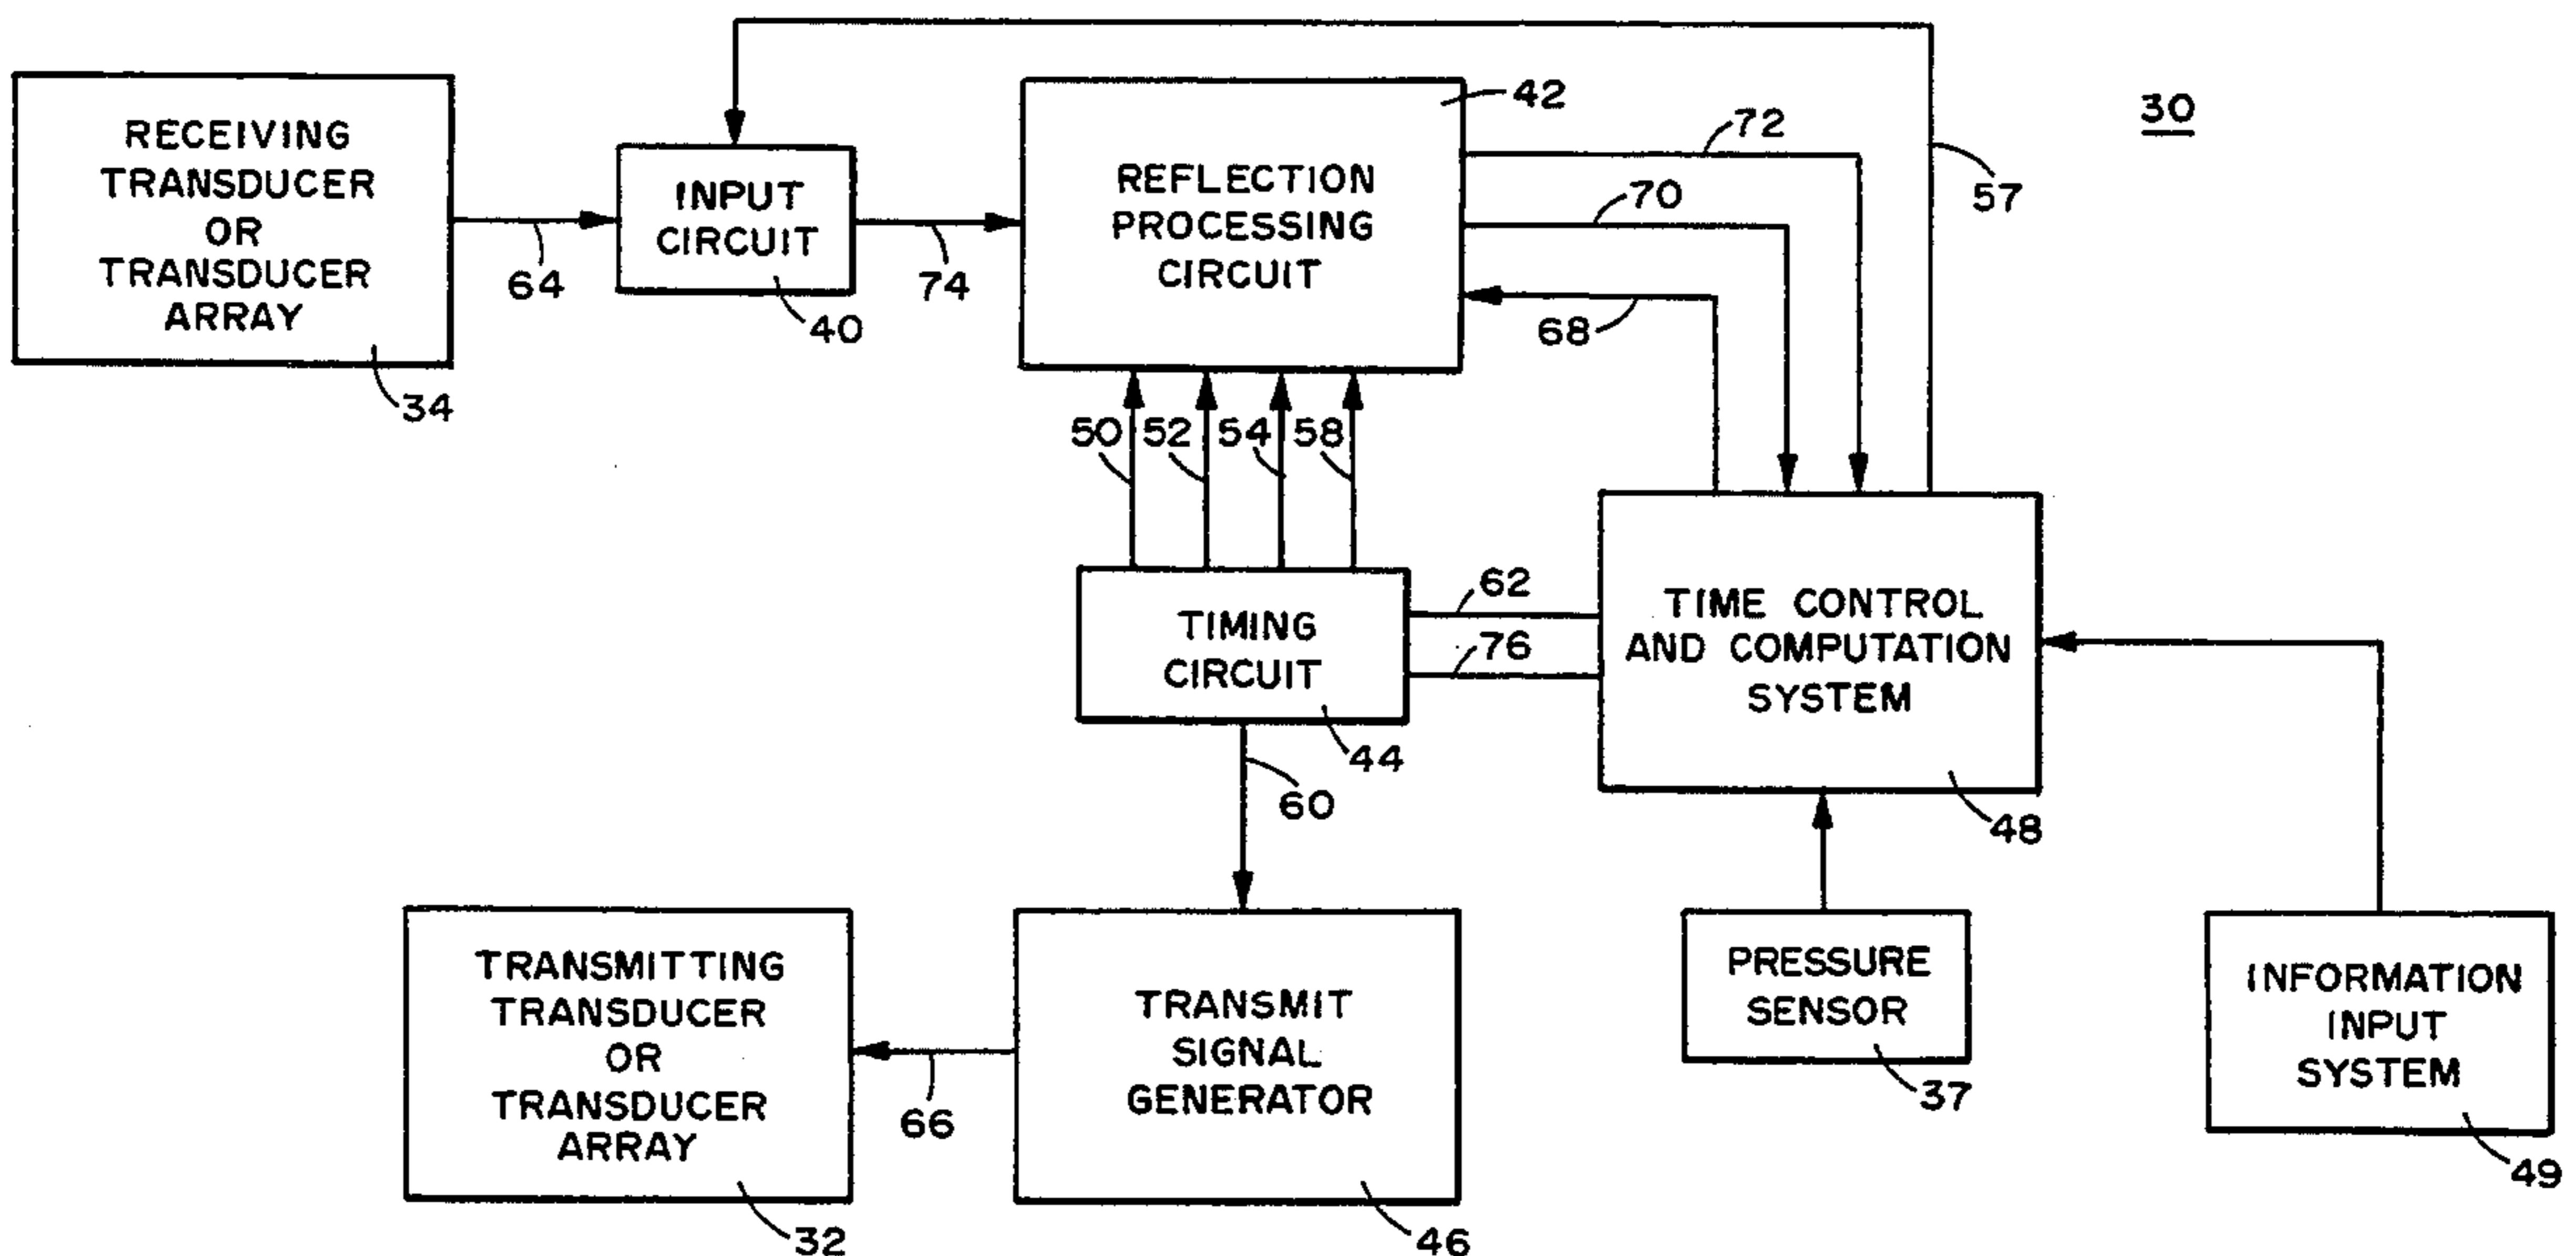 30
RECEIVING
TRANSDUCER
OR
TRANSDUCER
ARRAY
34
64
INPUT
CIRCUIT
40
74
REFLECTION
PROCESSING
CIRCUIT
42
72
70
68
57
50
52
54
58
TIMING
CIRCUIT
44
62
76
TIME CONTROL
AND COMPUTATION
SYSTEM
48
60
TRANSMITTING
TRANSDUCER
OR
TRANSDUCER
ARRAY
32
66
TRANSMIT
SIGNAL
GENERATOR
46
PRESSURE
SENSOR
37
INFORMATION
INPUT
SYSTEM
49